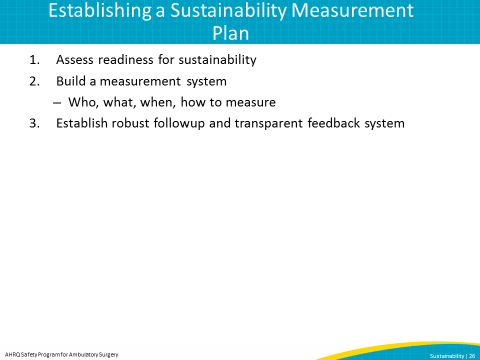 Establishing a Sustainability Measurement
Plan
1. Assess readiness for sustainability
2. Build a measurement system
– Who, what, when, how to measure
3. Establish robust followup and transparent feedback system
AHRQ Safety Program for Ambulatory Surgery
Sustainability | 28